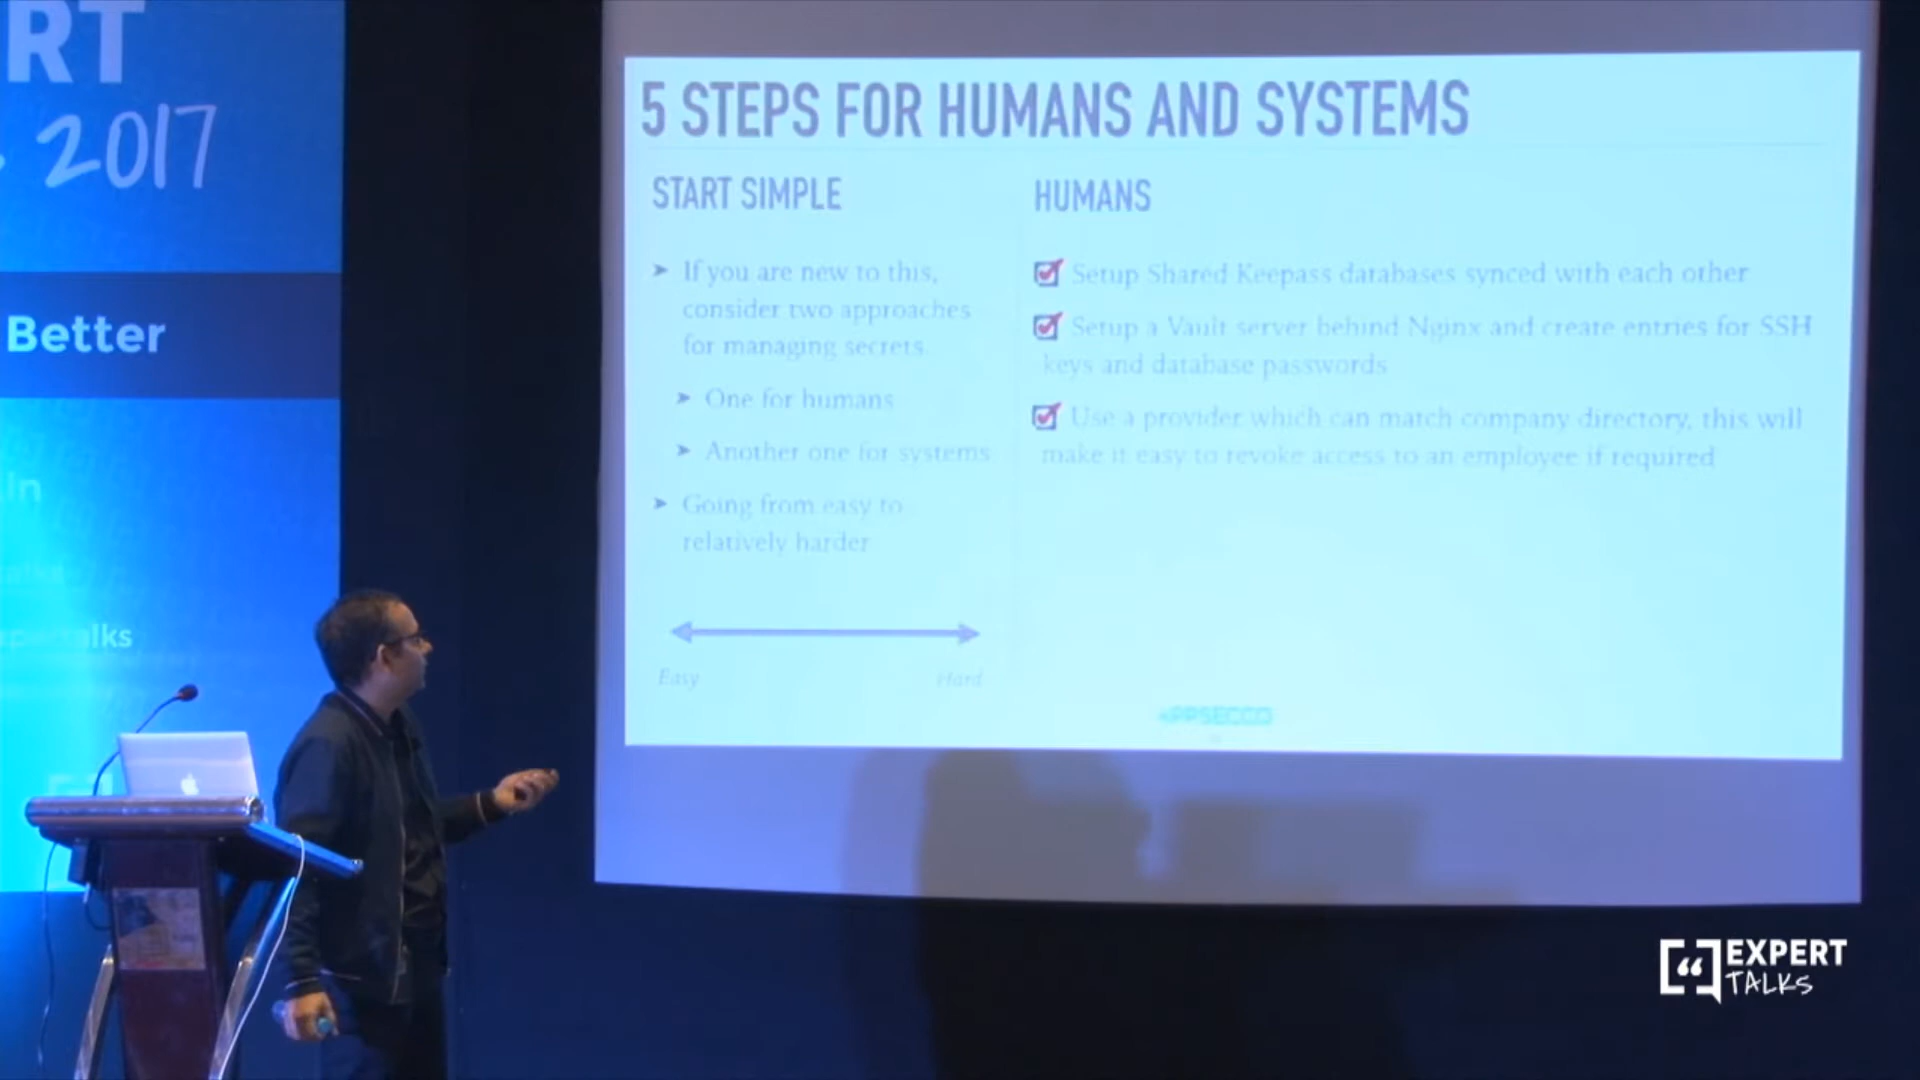 RT
2017
Better
in
talks
5 STEPS FOR HUMANS AND SYSTEMS
START SIMPLE
➤ If you are new to this,
consider two approaches
for managing secrets.
➤ One for humans
➤ Another one for systems
➤ Going from easy to
relatively harder
Easy
Hard
HUMANS
Setup Shared Keepass databases synced with each other
Setup a Vault server behind Nginx and create entries for SSH
keys and database passwords
Use a provider which can match company directory, this will
make it easy to revoke access to an employee if required
APPSECCO
EXPERT
TALKS